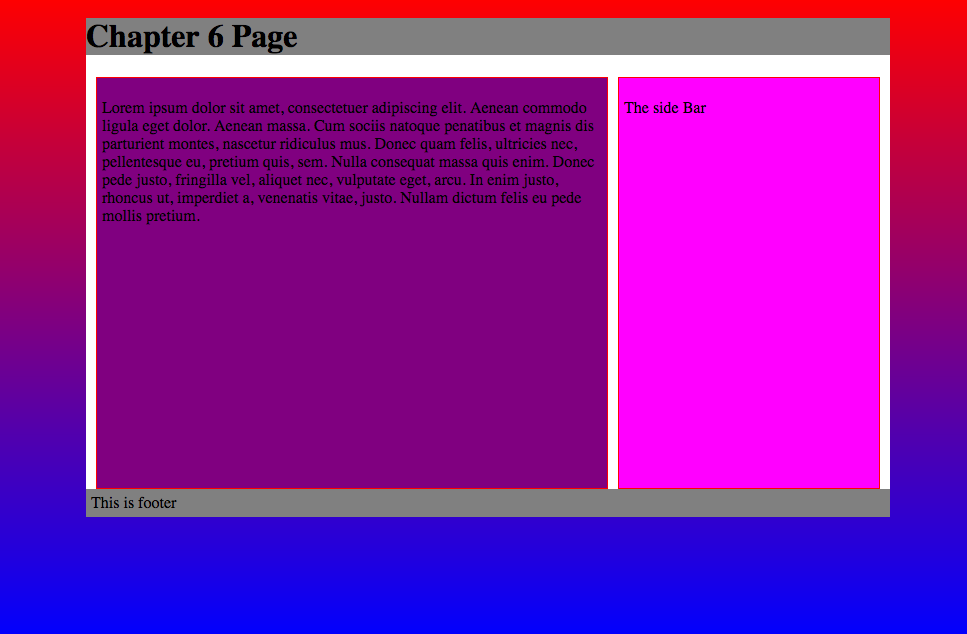 Chapter 6 Page
Lorem ipsum dolor sit amet, consectetuer adipiscing elit. Aenean commodo
ligula eget dolor. Aenean massa. Cum sociis natoque penatibus et magnis dis
parturient montes, nascetur ridiculus mus. Donec quam felis, ultricies nec,
pellentesque eu, pretium quis, sem. Nulla consequat massa quis enim. Donec
pede justo, fringilla vel, aliquet nec, vulputate eget, arcu. In enim justo,
rhoncus ut, imperdiet a, venenatis vitae, justo. Nullam dictum felis eu pede
mollis pretium.
The side Bar
This is footer